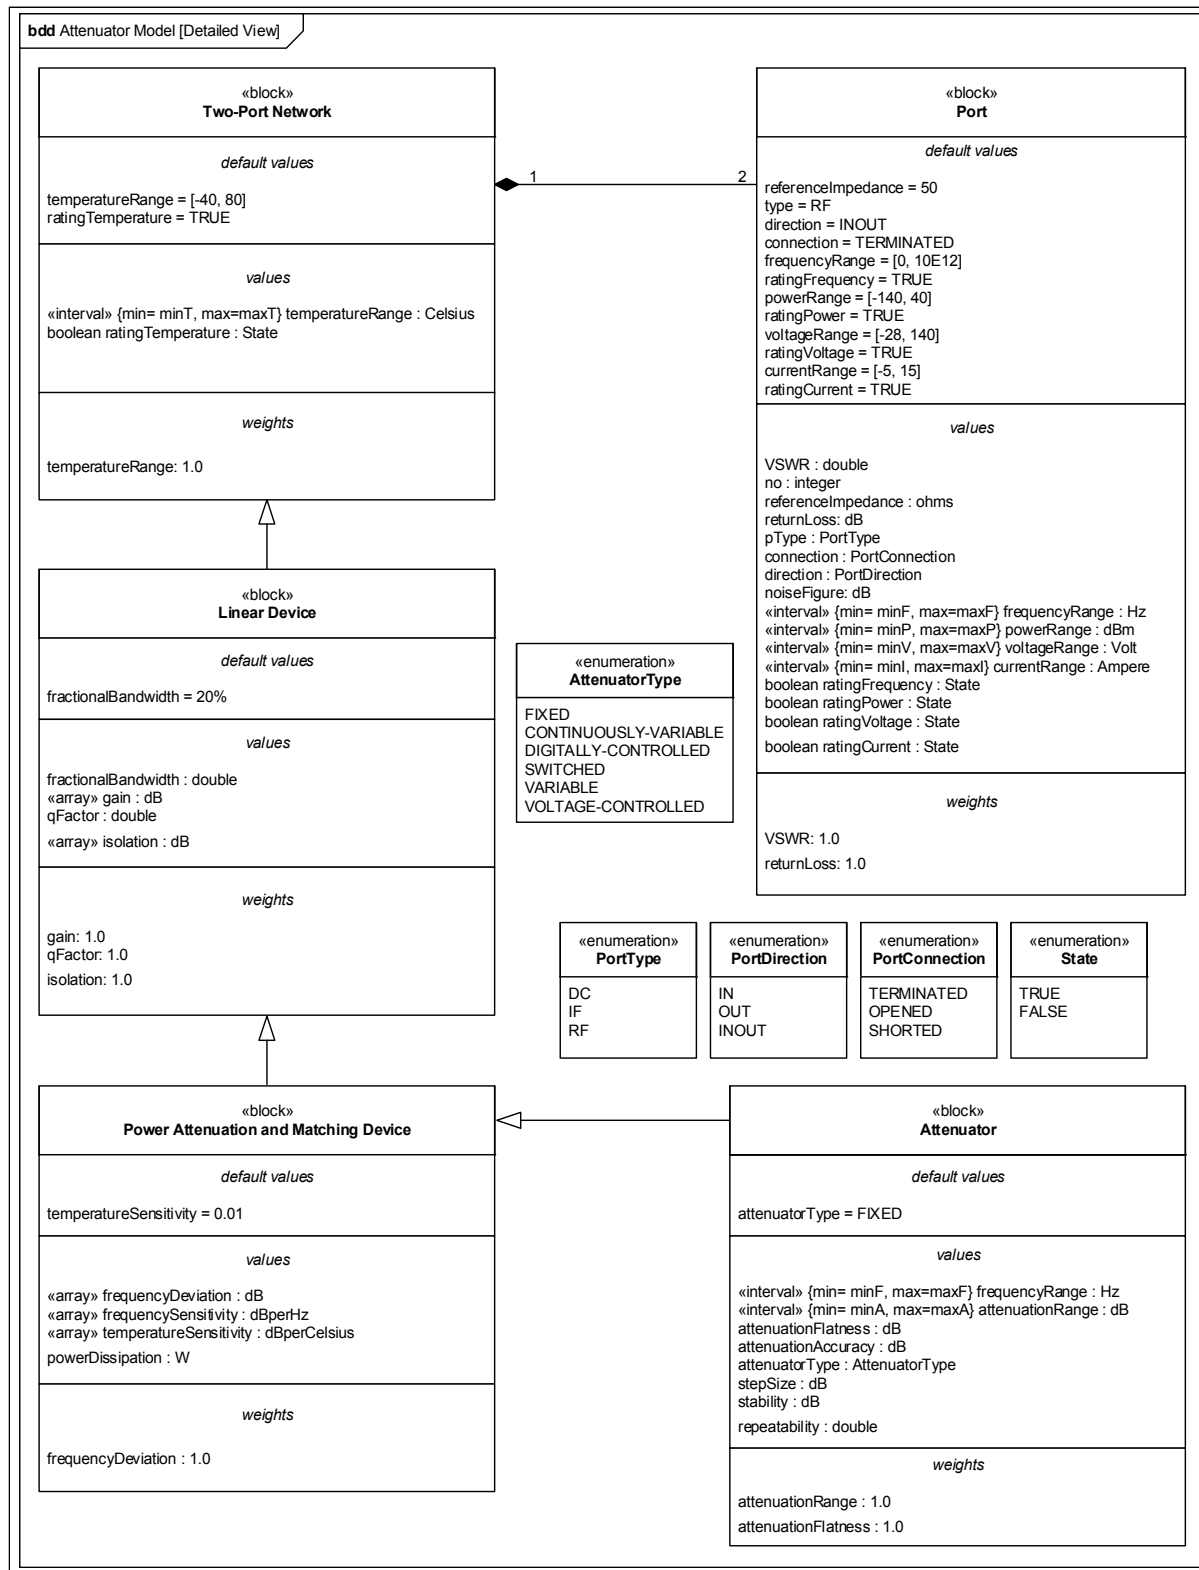 bdd Attenuator Model [Detailed View]
«block»
Two-Port Network
default values
temperatureRange = [-40, 80]
ratingTemperature = TRUE
values
«interval» {min= minT, max=maxT} temperatureRange : Celsius
boolean ratingTemperature : State
weights
temperatureRange: 1.0
1
2
«block»
Port
default values
referenceImpedance = 50
type = RF
direction = INOUT
connection = TERMINATED
frequencyRange = [0, 10E12]
ratingFrequency = TRUE
powerRange = [-140, 40]
ratingPower = TRUE
voltageRange = [-28, 140]
ratingVoltage = TRUE
currentRange = [-5, 15]
ratingCurrent = TRUE
values
VSWR : double
no : integer
referenceImpedance : ohms
returnLoss: dB
pType : PortType
connection : PortConnection
direction : PortDirection
noiseFigure: dB
«interval» {min= minF, max=maxF} frequencyRange : Hz
«interval» {min= minP, max=maxP} powerRange : dBm
«interval» {min= minV, max=maxV} voltageRange : Volt
«interval» {min= minI, max=maxI} currentRange : Ampere
boolean ratingFrequency : State
boolean ratingPower : State
boolean ratingVoltage : State
boolean ratingCurrent : State
weights
VSWR: 1.0
returnLoss: 1.0
«block»
Linear Device
default values
fractionalBandwidth = 20%
values
fractionalBandwidth : double
«array» gain : dB
qFactor : double
«array» isolation : dB
weights
gain: 1.0
qFactor: 1.0
isolation: 1.0
«enumeration»
AttenuatorType
FIXED
CONTINUOUSLY-VARIABLE
DIGITALLY-CONTROLLED
SWITCHED
VARIABLE
VOLTAGE-CONTROLLED
«enumeration»
PortType
DC
IF
RF
«enumeration»
PortDirection
IN
OUT
INOUT
«enumeration»
PortConnection
TERMINATED
OPENED
SHORTED
«enumeration»
State
TRUE
FALSE
«block»
Power Attenuation and Matching Device
default values
temperatureSensitivity = 0.01
values
«array» frequencyDeviation : dB
«array» frequencySensitivity : dBperHz
«array» temperatureSensitivity : dBperCelsius
powerDissipation : W
weights
frequencyDeviation : 1.0
«block»
Attenuator
default values
attenuatorType = FIXED
values
«interval» {min= minF, max=maxF} frequencyRange : Hz
«interval» {min= minA, max=maxA} attenuationRange : dB
attenuationFlatness : dB
attenuationAccuracy : dB
attenuatorType : AttenuatorType
stepSize : dB
stability : dB
repeatability : double
weights
attenuationRange : 1.0
attenuationFlatness : 1.0